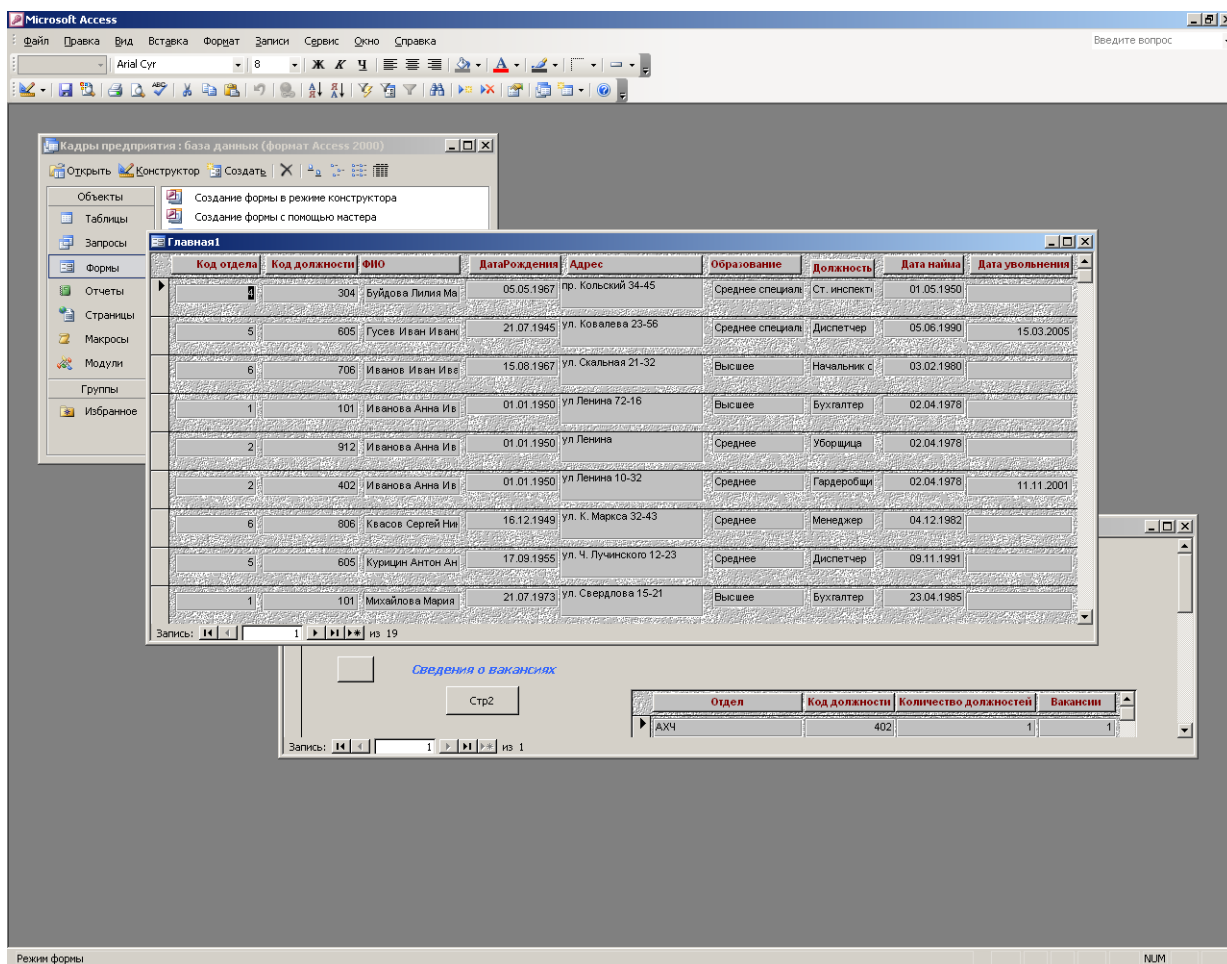 Microsoft Access
Файл Правка Вид Вставка Формат Записи Сервис Окно Справка Введите вопрос
Arial Cyr 8 Ж К Ч
Кадры предприятия : база данных (формат Access 2000)
Открыть Конструктор Создать
Объекты
Таблицы
Запросы
Формы
Отчеты
Страницы
Макросы
Модули
Группы
Избранное
Создание формы в режиме конструктора
Создание формы с помощью мастера
Главная1
Код отдела Код должности ФИО ДатаРождения Адрес Образование Должность Дата найма Дата увольнения
4 304 Буйдова Лилия Ма 05.05.1967 пр. Кольский 34-45 Среднее специаль Ст. инспект 01.05.1950
5 605 Гусев Иван Иванс 21.07.1945 ул. Ковалева 23-56 Среднее специаль Диспетчер 05.06.1990 15.03.2005
6 706 Иванов Иван Ива 15.08.1967 ул. Скальная 21-32 Высшее Начальник с 03.02.1980
1 101 Иванова Анна Ив 01.01.1950 ул Ленина 72-16 Высшее Бухгалтер 02.04.1978
2 912 Иванова Анна Ив 01.01.1950 ул Ленина Среднее Уборщица 02.04.1978
2 402 Иванова Анна Ив 01.01.1950 ул Ленина 10-32 Среднее Гардеробщи 02.04.1978 11.11.2001
6 806 Квасов Сергей Ник 16.12.1949 ул. К. Маркса 32-43 Среднее Менеджер 04.12.1982
5 605 Курицин Антон Ан 17.09.1955 ул. Ч. Лучинского 12-23 Среднее Диспетчер 09.11.1991
1 101 Михайлова Мария 21.07.1973 ул. Свердлова 15-21 Высшее Бухгалтер 23.04.1985
Запись: 1 из 19
Сведения о вакансиях
Стр2
Отдел Код должности Количество должностей Вакансии
АХЧ 402 1 1
Запись: 1 из 1
Режим формы NUM